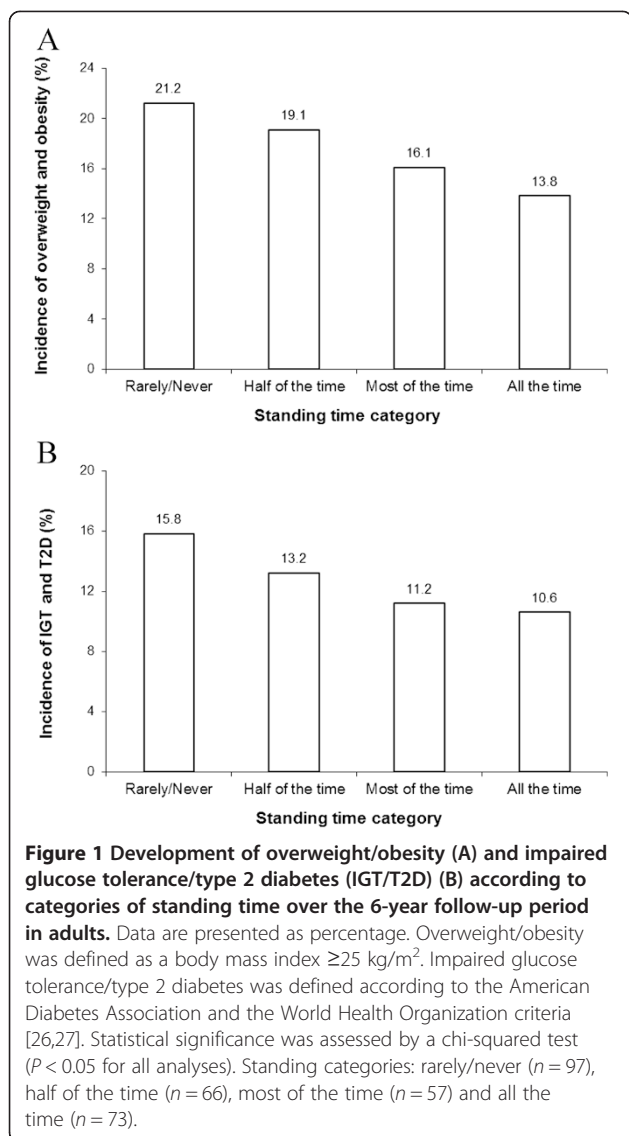 A
Incidence of overweight and obesity (%)
24
20
16
12
8
4
0
21.2
19.1
16.1
13.8
Rarely/Never Half of the time Most of the time All the time
Standing time category
B
Incidence of IGT and T2D (%)
20
16
12
8
4
0
15.8
13.2
11.2
10.6
Rarely/Never Half of the time Most of the time All the time
Standing time category
Figure 1 Development of overweight/obesity (A) and impaired
glucose tolerance/type 2 diabetes (IGT/T2D) (B) according to
categories of standing time over the 6-year follow-up period
in adults. Data are presented as percentage. Overweight/obesity
was defined as a body mass index ≥25 kg/m². Impaired glucose
tolerance/type 2 diabetes was defined according to the American
Diabetes Association and the World Health Organization criteria
[26,27]. Statistical significance was assessed by a chi-squared test
(P < 0.05 for all analyses). Standing categories: rarely/never (n = 97),
half of the time (n = 66), most of the time (n = 57) and all the
time (n = 73).